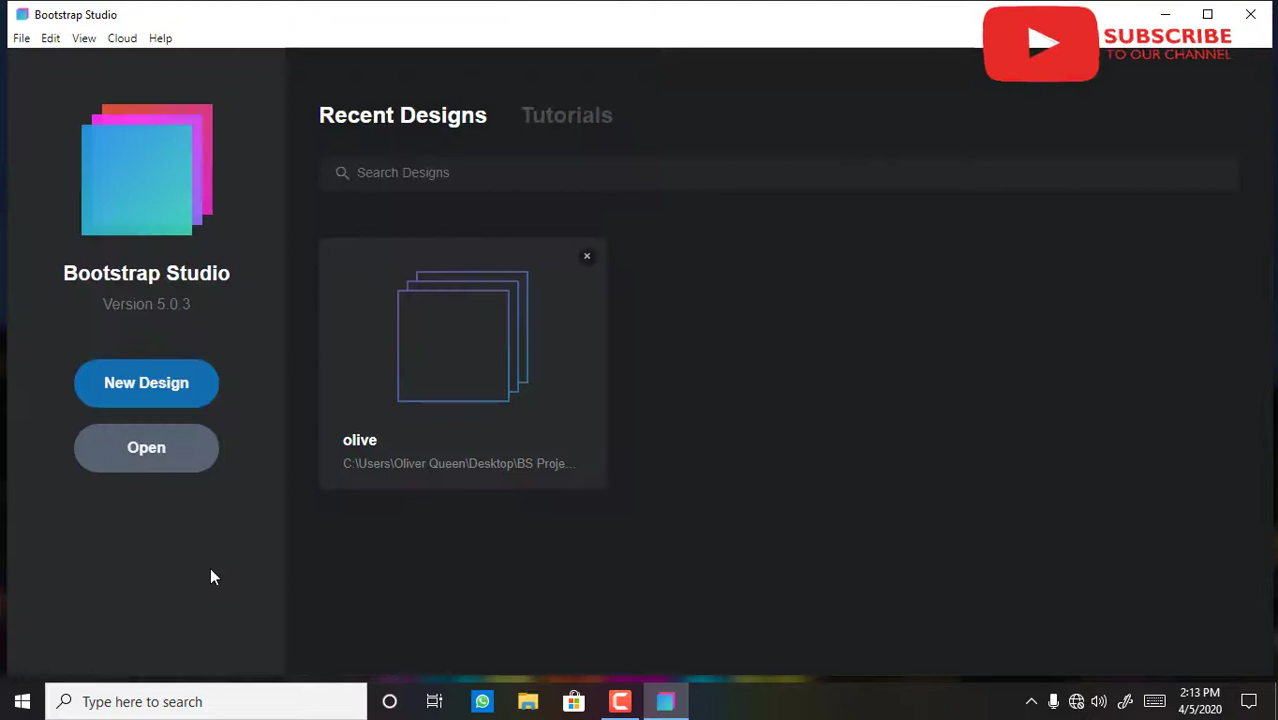 Bootstrap Studio
File Edit View Cloud Help
SUBSCRIBE
TO OUR CHANNEL
Bootstrap Studio
Version 5.0.3
New Design
Open
Recent Designs Tutorials
Search Designs
olive
C:\Users\Oliver Queen\Desktop\BS Proje...
Type here to search
2:13 PM
4/5/2020